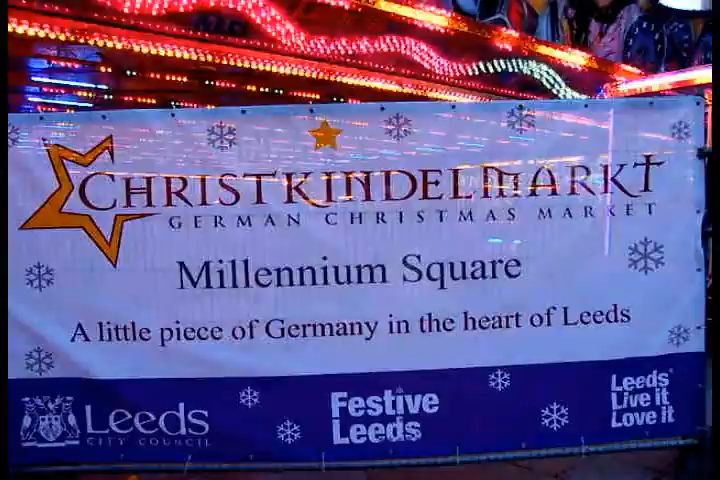 CHRISTKINDELMARKT
GERMAN CHRISTMAS MARKET
Millennium Square
A little piece of Germany in the heart of Leeds
Leeds
CITY COUNCIL
Festive
Leeds
Leeds
Live it
Love it